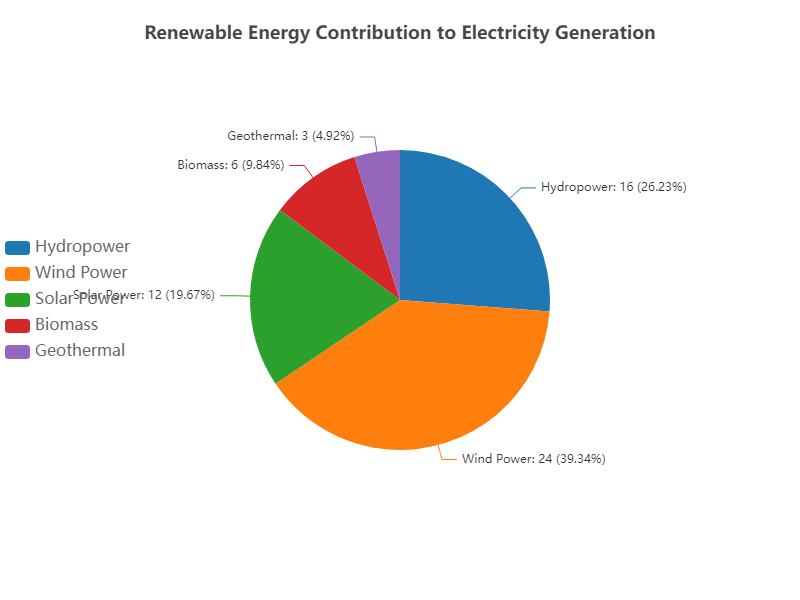 Renewable Energy Contribution to Electricity Generation
Geothermal: 3 (4.92%)
Biomass: 6 (9.84%)
Hydropower: 16 (26.23%)
Solar Power: 12 (19.67%)
Wind Power: 24 (39.34%)
Hydropower
Wind Power
Solar Power
Biomass
Geothermal